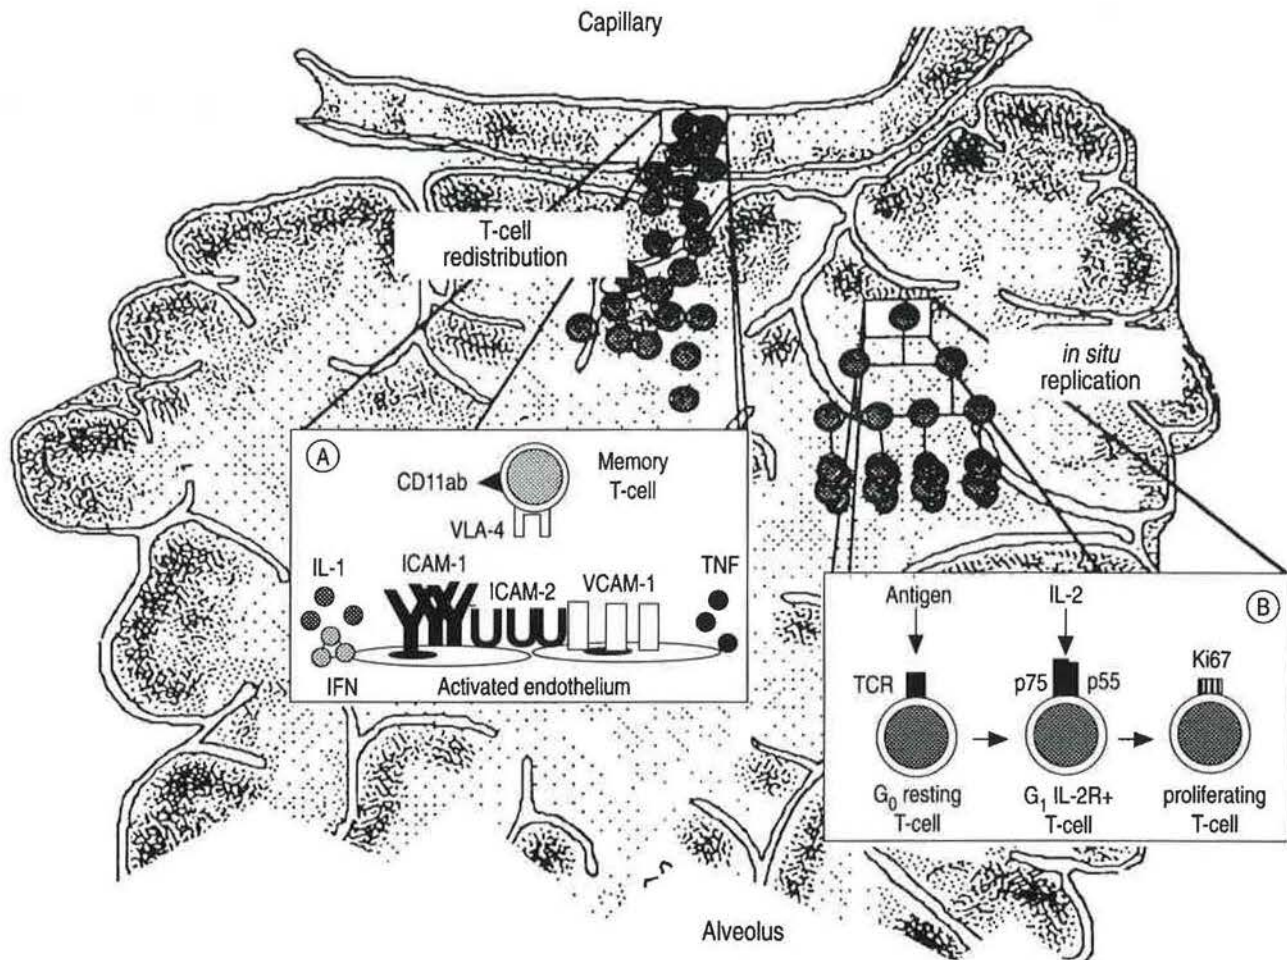 Capillary
T-cell
redistribution
in situ
replication
A
CD11ab
Memory
T-cell
VLA-4
IL-1
ICAM-1
ICAM-2
VCAM-1
TNF
IFN
Activated endothelium
B
Antigen
IL-2
TCR
p75
p55
Ki67
G₀ resting
T-cell
G₁ IL-2R+
T-cell
proliferating
T-cell
Alveolus